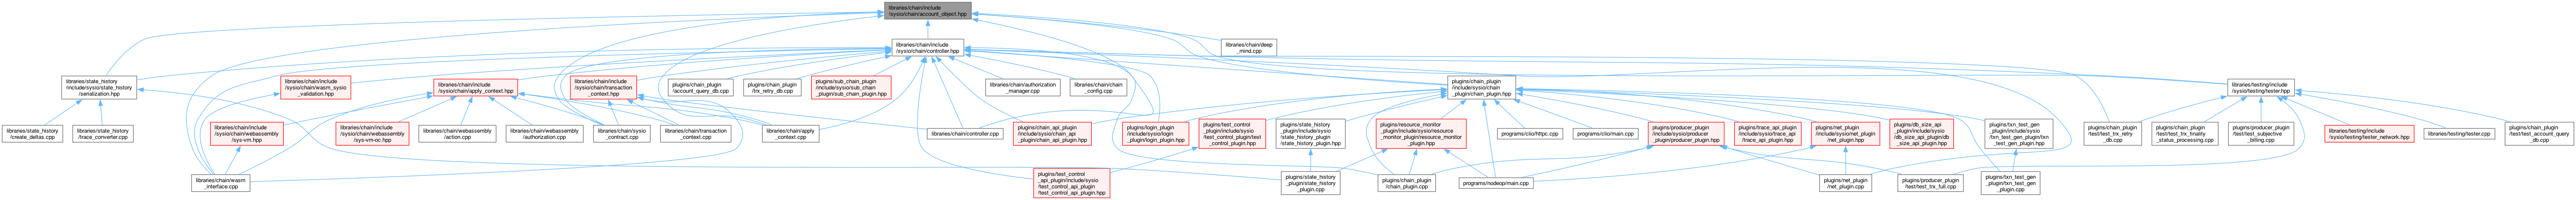 libraries/chain/include
/sysio/chain/account_object.hpp
libraries/chain/include
/sysio/chain/controller.hpp
libraries/chain/deep
_mind.cpp
libraries/state_history
/include/sysio/state_history
/serialization.hpp
libraries/chain/include
/sysio/chain/wasm_sysio
_validation.hpp
libraries/chain/include
/sysio/chain/apply_context.hpp
libraries/chain/include
/sysio/chain/transaction
_context.hpp
plugins/chain_plugin
/account_query_db.cpp
plugins/chain_plugin
/trx_retry_db.cpp
plugins/sub_chain_plugin
/include/sysio/sub_chain
_plugin/sub_chain_plugin.hpp
libraries/chain/authorization
_manager.cpp
libraries/chain/chain
_config.cpp
plugins/chain_plugin
/include/sysio/chain
_plugin/chain_plugin.hpp
libraries/testing/include
/sysio/testing/tester.hpp
libraries/state_history
/create_deltas.cpp
libraries/state_history
/trace_converter.cpp
libraries/chain/include
/sysio/chain/webassembly
/sys-vm.hpp
libraries/chain/include
/sysio/chain/webassembly
/sys-vm-oc.hpp
libraries/chain/webassembly
/action.cpp
libraries/chain/webassembly
/authorization.cpp
libraries/chain/sysio
_contract.cpp
libraries/chain/transaction
_context.cpp
libraries/chain/apply
_context.cpp
libraries/chain/controller.cpp
plugins/chain_api_plugin
/include/sysio/chain_api
_plugin/chain_api_plugin.hpp
plugins/login_plugin
/include/sysio/login
_plugin/login_plugin.hpp
plugins/test_control
_plugin/include/sysio
/test_control_plugin/test
_control_plugin.hpp
plugins/state_history
_plugin/include/sysio
/state_history_plugin
/state_history_plugin.hpp
plugins/resource_monitor
_plugin/include/sysio/resource
_monitor_plugin/resource_monitor
_plugin.hpp
programs/clio/httpc.cpp
programs/clio/main.cpp
plugins/producer_plugin
/include/sysio/producer
_plugin/producer_plugin.hpp
plugins/trace_api_plugin
/include/sysio/trace_api
/trace_api_plugin.hpp
plugins/net_plugin
/include/sysio/net_plugin
/net_plugin.hpp
plugins/db_size_api
_plugin/include/sysio
/db_size_api_plugin/db
_size_api_plugin.hpp
plugins/txn_test_gen
_plugin/include/sysio
/txn_test_gen_plugin/txn
_test_gen_plugin.hpp
plugins/chain_plugin
/test/test_trx_retry
_db.cpp
plugins/chain_plugin
/test/test_trx_finality
_status_processing.cpp
plugins/producer_plugin
/test/test_subjective
_billing.cpp
libraries/testing/include
/sysio/testing/tester_network.hpp
libraries/testing/tester.cpp
plugins/chain_plugin
/test/test_account_query
_db.cpp
libraries/chain/wasm
_interface.cpp
plugins/test_control
_api_plugin/include/sysio
/test_control_api_plugin
/test_control_api_plugin.hpp
plugins/state_history
_plugin/state_history
_plugin.cpp
plugins/chain_plugin
/chain_plugin.cpp
programs/nodeop/main.cpp
plugins/net_plugin
/net_plugin.cpp
plugins/producer_plugin
/test/test_trx_full.cpp
plugins/txn_test_gen
_plugin/txn_test_gen
_plugin.cpp